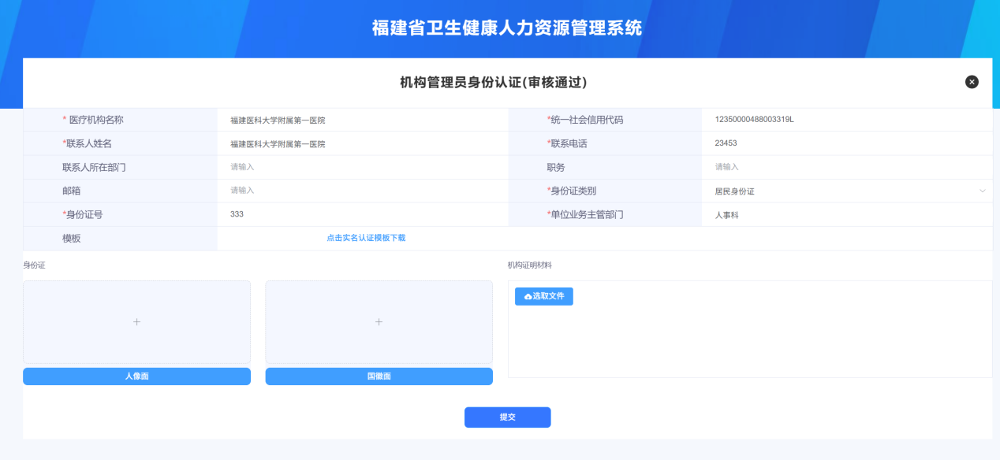 福建省卫生健康人力资源管理系统
机构管理员身份认证(审核通过)
* 医疗机构名称 福建医科大学附属第一医院 *统一社会信用代码 12350000488003319L
*联系人姓名 福建医科大学附属第一医院 *联系电话 23453
联系人所在部门 请输入 职务 请输入
邮箱 请输入 *身份证类别 居民身份证
*身份证号 333 *单位业务主管部门 人事科
模板 点击实名认证模板下载
身份证 机构证明材料
选取文件
人像面 国徽面
提交